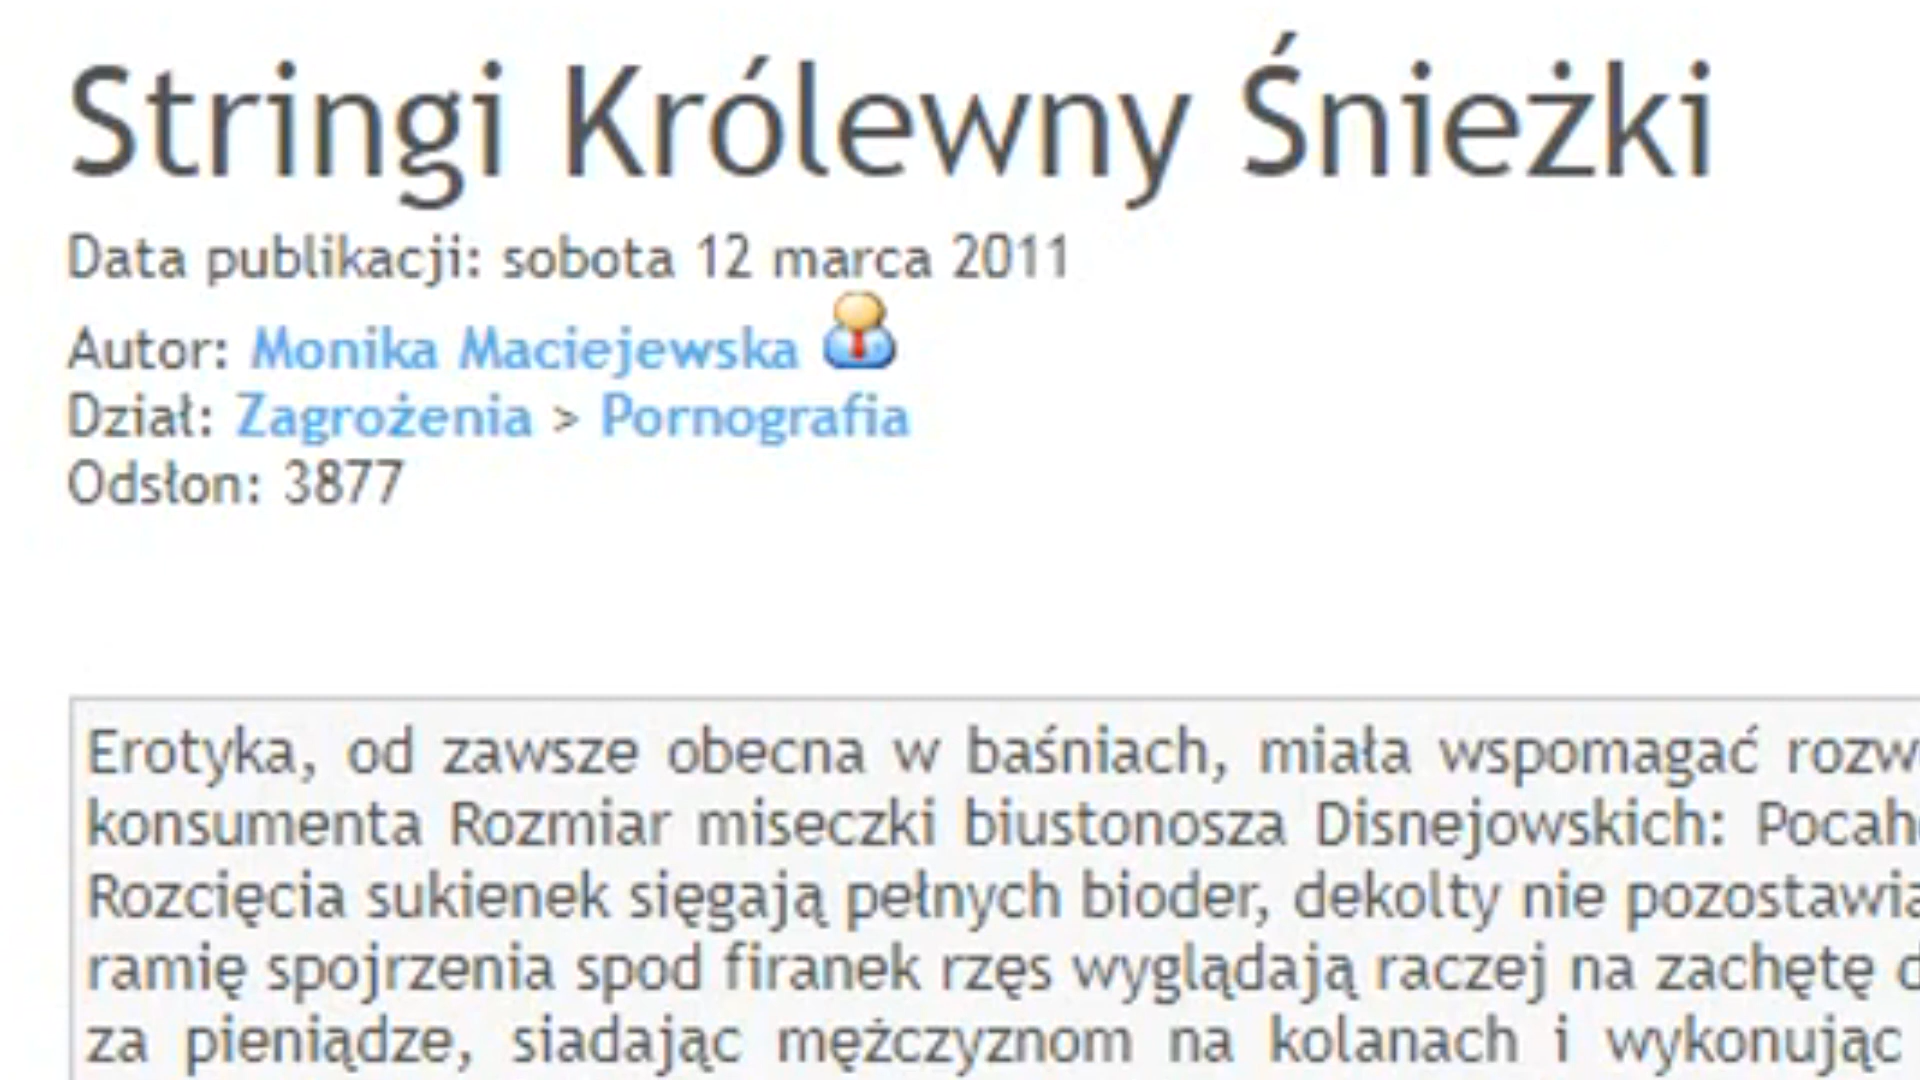 Stringi Królewny Śnieżki
Data publikacji: sobota 12 marca 2011
Autor: Monika Maciejewska
Dział: Zagrożenia > Pornografia
Odsłon: 3877
Erotyka, od zawsze obecna w baśniach, miała wspomagać
konsumenta Rozmiar miseczki biustonosza Disnejowskich:
Rozcięcia sukienek sięgają pełnych bioder, dekolty nie
ramię spojrzenia spod firanek rzęs wyglądają raczej na zachętę
za pieniądze, siadając mężczyznom na kolanach i wykonując